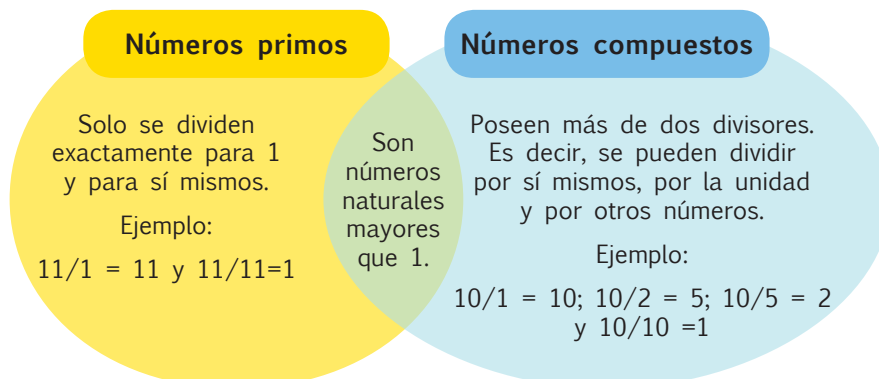 Números primos
Solo se dividen
exactamente para 1
y para sí mismos.
Ejemplo:
11/1 = 11 y 11/11=1
Son
números
naturales
mayores
que 1.
Números compuestos
Poseen más de dos divisores.
Es decir, se pueden dividir
por sí mismos, por la unidad
y por otros números.
Ejemplo:
10/1 = 10; 10/2 = 5; 10/5 = 2
y 10/10 =1